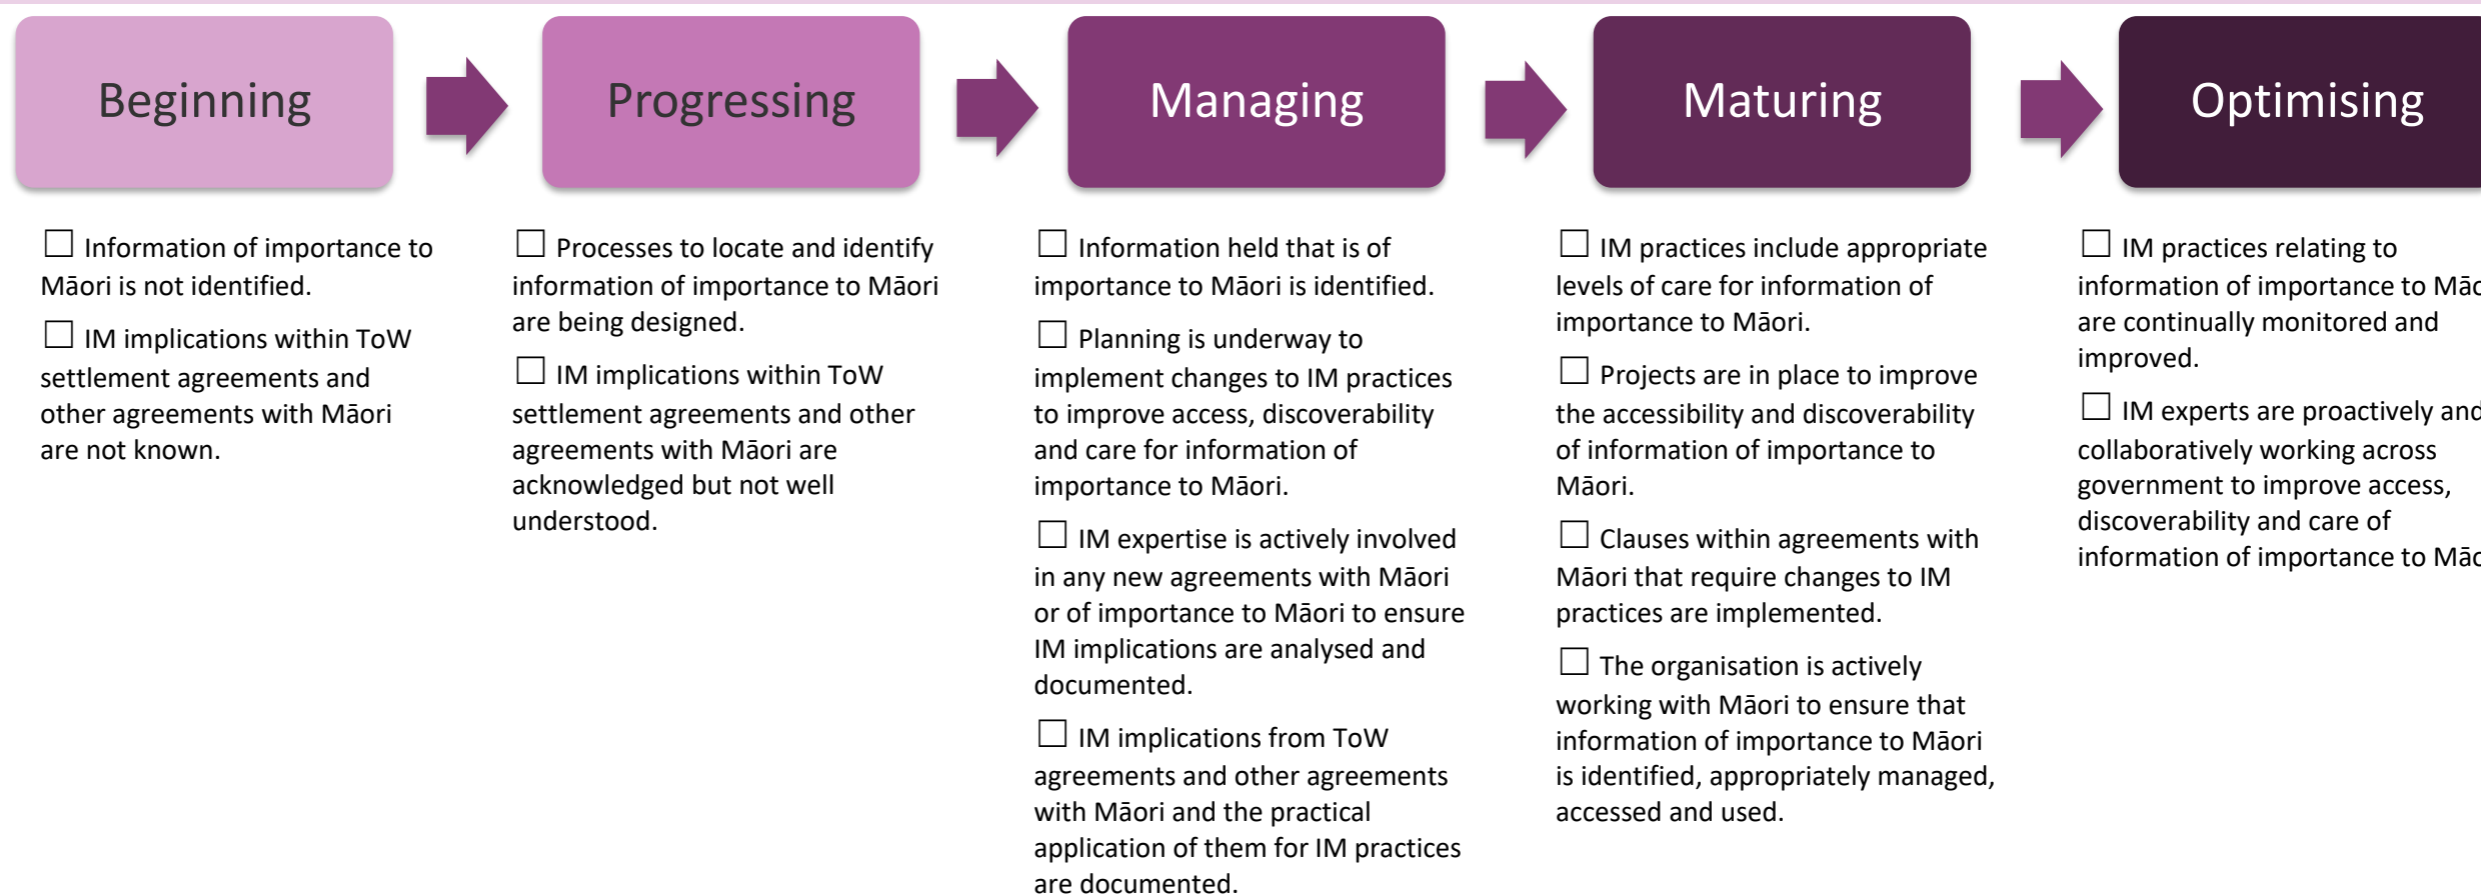 Beginning
Progressing
Managing
Maturing
Optimising
☐ Information of importance to
Māori is not identified.
☐ IM implications within ToW
settlement agreements and
other agreements with Māori
are not known.
☐ Processes to locate and identify
information of importance to Māori
are being designed.
☐ IM implications within ToW
settlement agreements and other
agreements with Māori are
acknowledged but not well
understood.
☐ Information held that is of
importance to Māori is identified.
☐ Planning is underway to
implement changes to IM practices
to improve access, discoverability
and care for information of
importance to Māori.
☐ IM expertise is actively involved
in any new agreements with Māori
or of importance to Māori to ensure
IM implications are analysed and
documented.
☐ IM implications from ToW
agreements and other agreements
with Māori and the practical
application of them for IM practices
are documented.
☐ IM practices include appropriate
levels of care for information of
importance to Māori.
☐ Projects are in place to improve
the accessibility and discoverability
of information of importance to
Māori.
☐ Clauses within agreements with
Māori that require changes to IM
practices are implemented.
☐ The organisation is actively
working with Māori to ensure that
information of importance to Māori
is identified, appropriately managed,
accessed and used.
☐ IM practices relating to
information of importance to
are continually monitored and
improved.
☐ IM experts are proactively and
collaboratively working across
government to improve access,
discoverability and care of
information of importance to